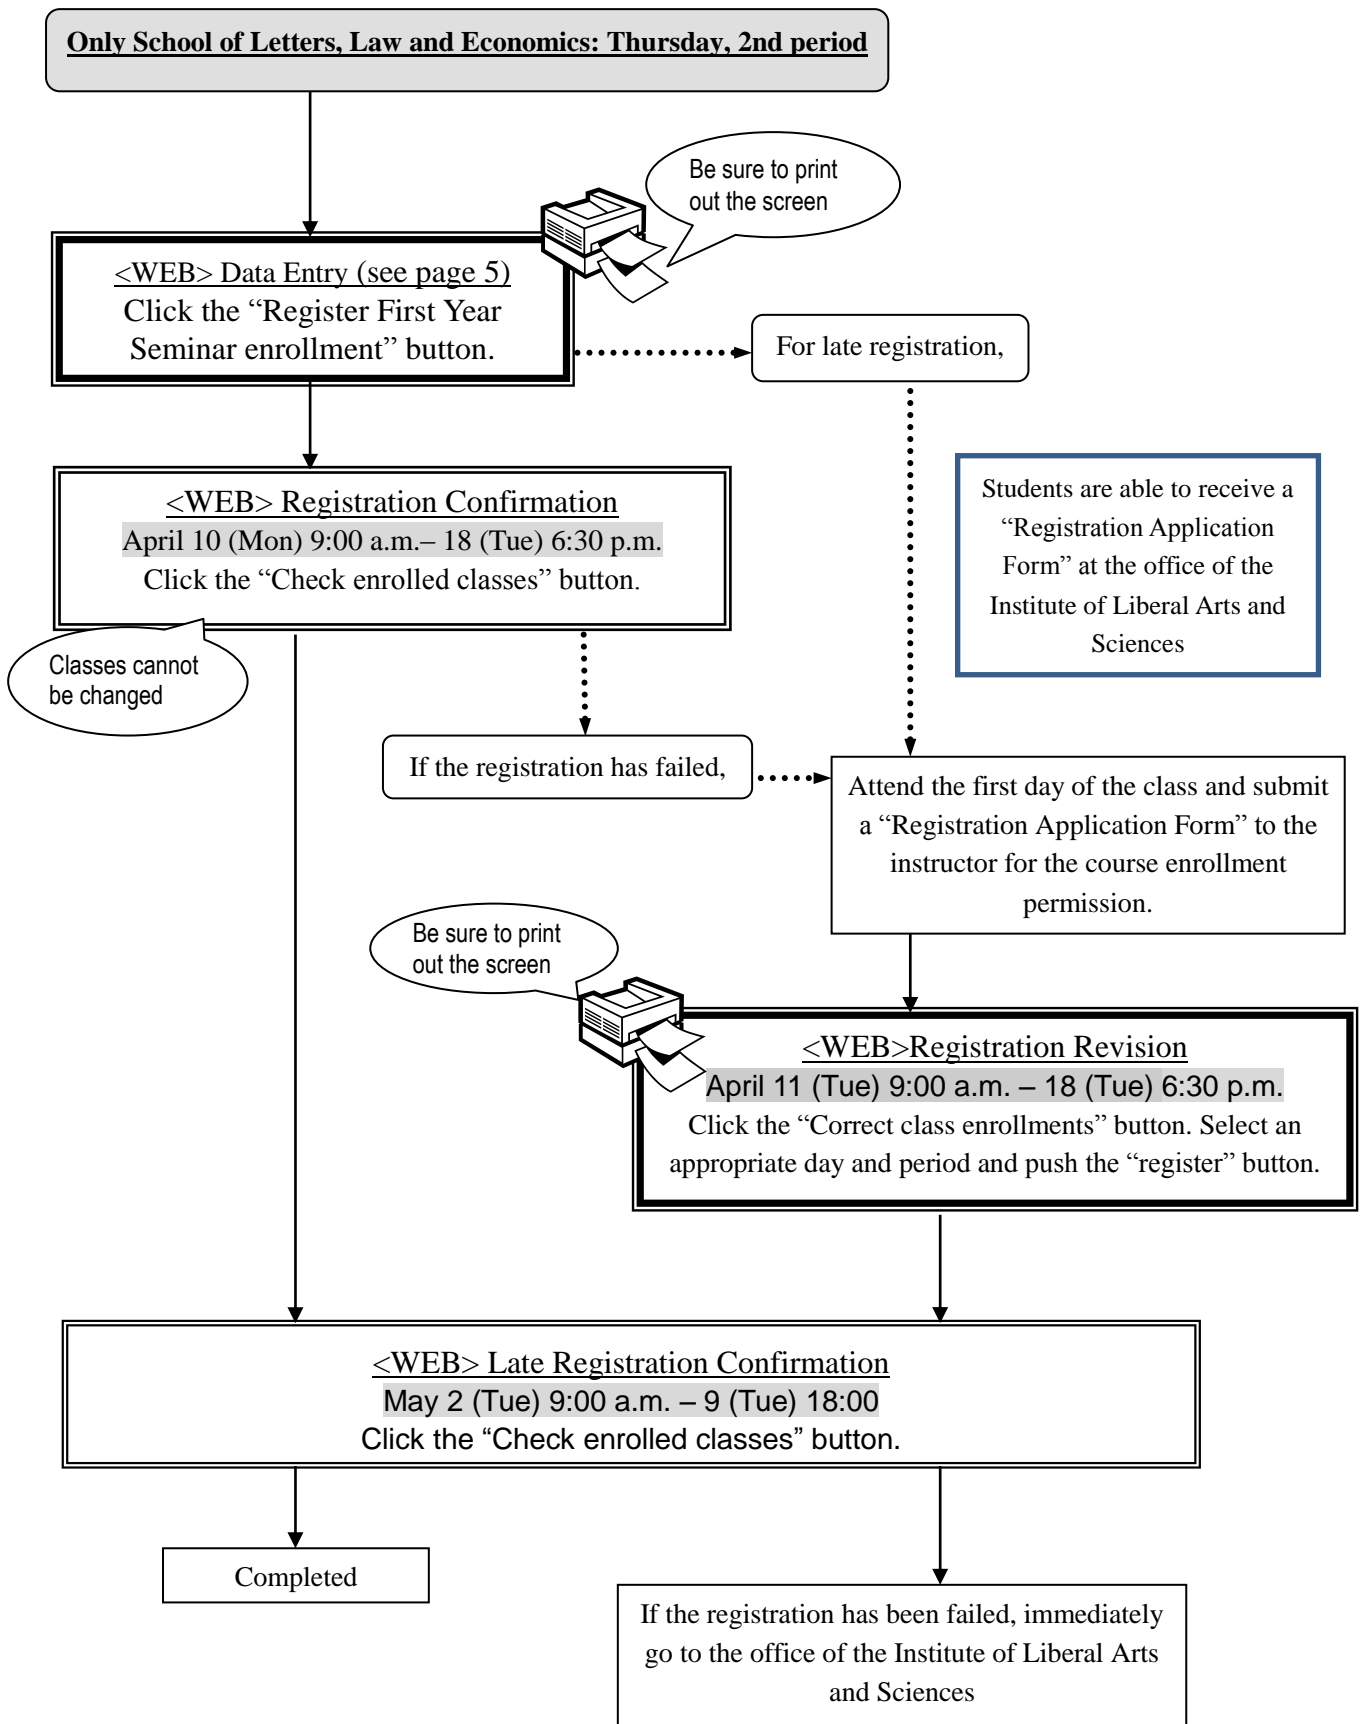 Only School of Letters, Law and Economics: Thursday, 2nd period
Be sure to print
out the screen
<WEB> Data Entry (see page 5)
Click the “Register First Year
Seminar enrollment” button.
For late registration,
<WEB> Registration Confirmation
April 10 (Mon) 9:00 a.m.– 18 (Tue) 6:30 p.m.
Click the “Check enrolled classes” button.
Students are able to receive a
“Registration Application
Form” at the office of the
Institute of Liberal Arts and
Sciences
Classes cannot
be changed
If the registration has failed,
Attend the first day of the class and submit
a “Registration Application Form” to the
instructor for the course enrollment
permission.
Be sure to print
out the screen
<WEB>Registration Revision
April 11 (Tue) 9:00 a.m. – 18 (Tue) 6:30 p.m.
Click the “Correct class enrollments” button. Select an
appropriate day and period and push the “register” button.
<WEB> Late Registration Confirmation
May 2 (Tue) 9:00 a.m. – 9 (Tue) 18:00
Click the “Check enrolled classes” button.
Completed
If the registration has been failed, immediately
go to the office of the Institute of Liberal Arts
and Sciences